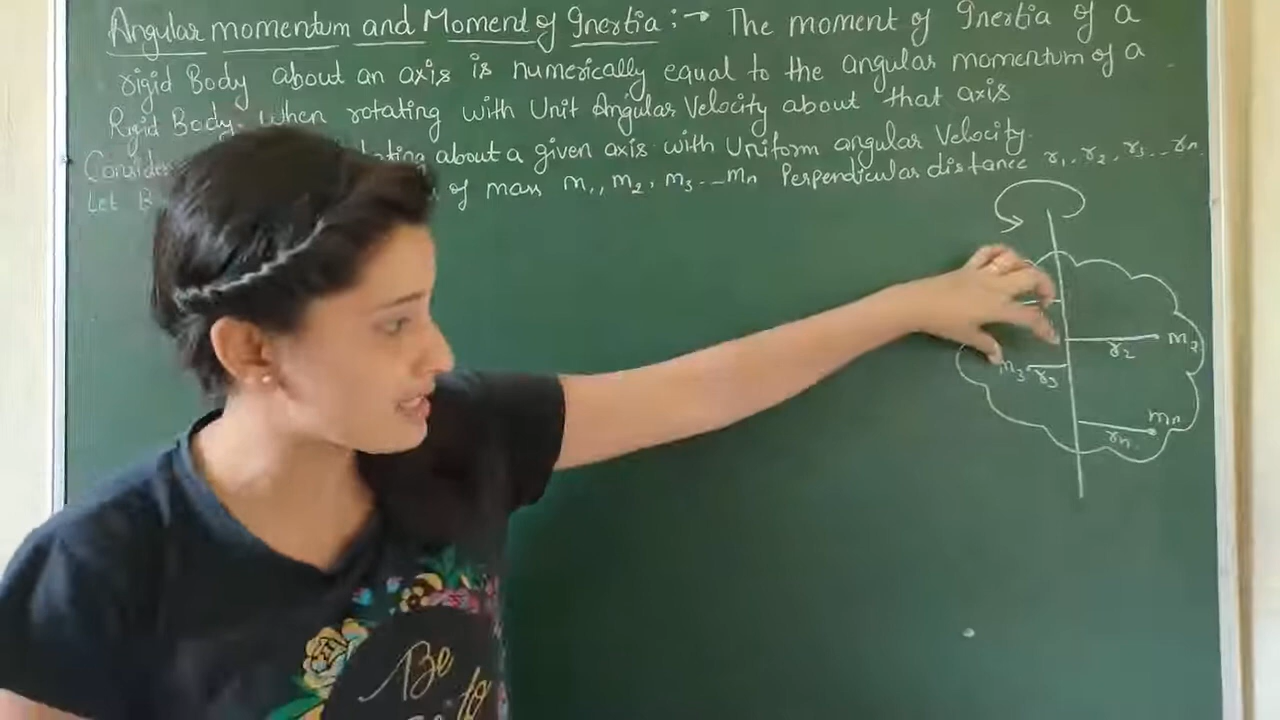 Angular momentum and Moment of Inertia :→ The moment of Inertia of a
rigid Body about an axis is numerically equal to the angular momentum of a
Rigid Body. When rotating with Unit Angular Velocity about that axis
Consider about a given axis with Uniform angular Velocity.
Let of mass m1, m2, m3...mn Perpendicular distance r1, r2, r3...rn.
r2 m2
m3 r3
mn
rn
Be